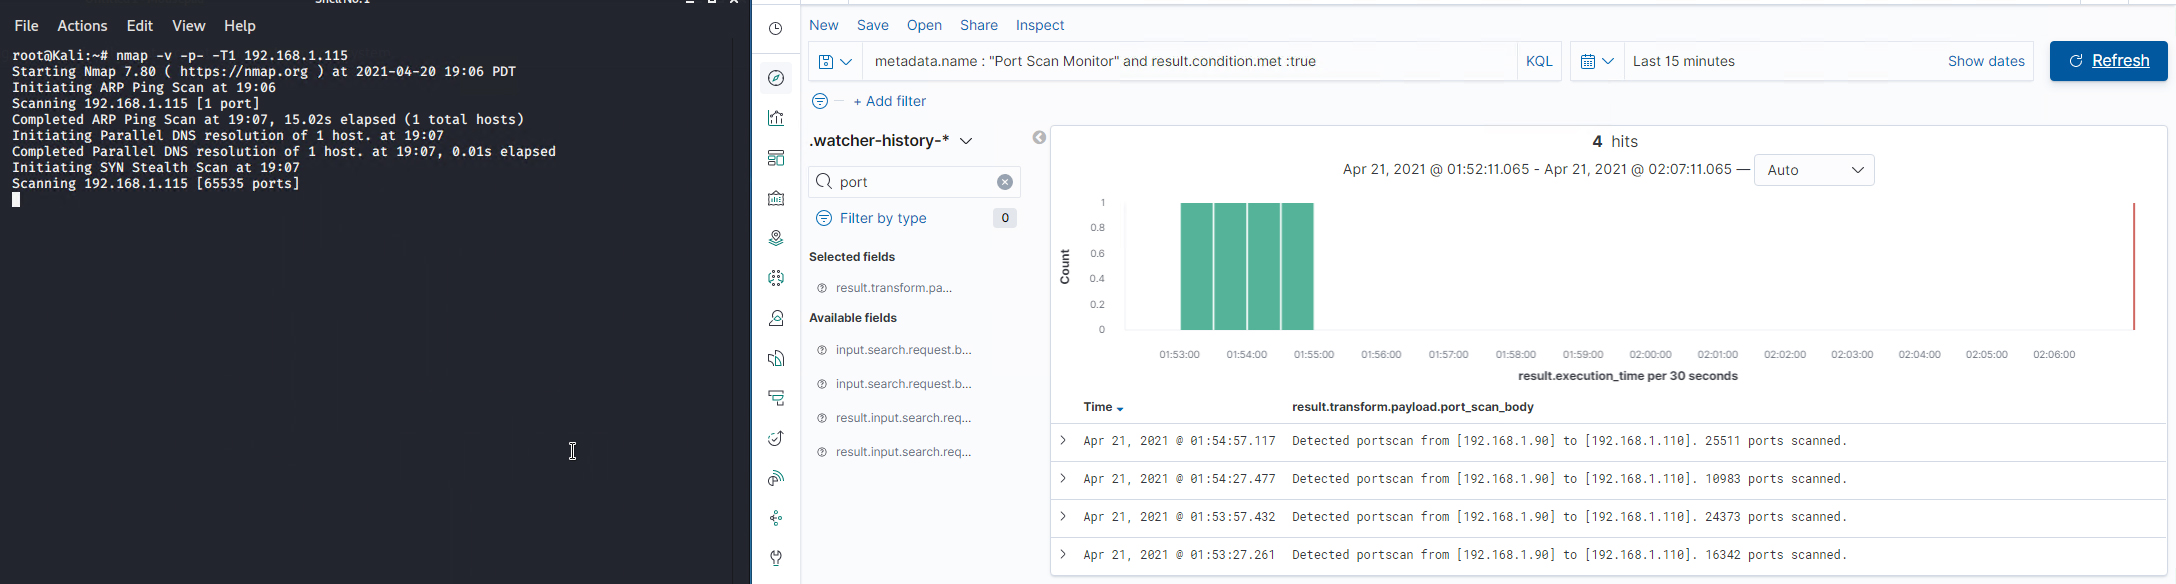 Shell No.1
File Actions Edit View Help
root@Kali:~# nmap -v -p- -T1 192.168.1.115
Starting Nmap 7.80 ( https://nmap.org ) at 2021-04-20 19:06 PDT
Initiating ARP Ping Scan at 19:06
Scanning 192.168.1.115 [1 port]
Completed ARP Ping Scan at 19:07, 15.02s elapsed (1 total hosts)
Initiating Parallel DNS resolution of 1 host. at 19:07
Completed Parallel DNS resolution of 1 host. at 19:07, 0.01s elapsed
Initiating SYN Stealth Scan at 19:07
Scanning 192.168.1.115 [65535 ports]
New Save Open Share Inspect
metadata.name : "Port Scan Monitor" and result.condition.met :true KQL
Last 15 minutes Show dates
Refresh
+ Add filter
.watcher-history-*
port
Filter by type 0
Selected fields
result.transform.pa...
Available fields
input.search.request.b...
input.search.request.b...
result.input.search.req...
result.input.search.req...
4 hits
Apr 21, 2021 @ 01:52:11.065 - Apr 21, 2021 @ 02:07:11.065 — Auto
Count
1
0.8
0.6
0.4
0.2
0
01:53:00 01:54:00 01:55:00 01:56:00 01:57:00 01:58:00 01:59:00 02:00:00 02:01:00 02:02:00 02:03:00 02:04:00 02:05:00 02:06:00
result.execution_time per 30 seconds
Time result.transform.payload.port_scan_body
Apr 21, 2021 @ 01:54:57.117 Detected portscan from [192.168.1.90] to [192.168.1.110]. 25511 ports scanned.
Apr 21, 2021 @ 01:54:27.477 Detected portscan from [192.168.1.90] to [192.168.1.110]. 10983 ports scanned.
Apr 21, 2021 @ 01:53:57.432 Detected portscan from [192.168.1.90] to [192.168.1.110]. 24373 ports scanned.
Apr 21, 2021 @ 01:53:27.261 Detected portscan from [192.168.1.90] to [192.168.1.110]. 16342 ports scanned.